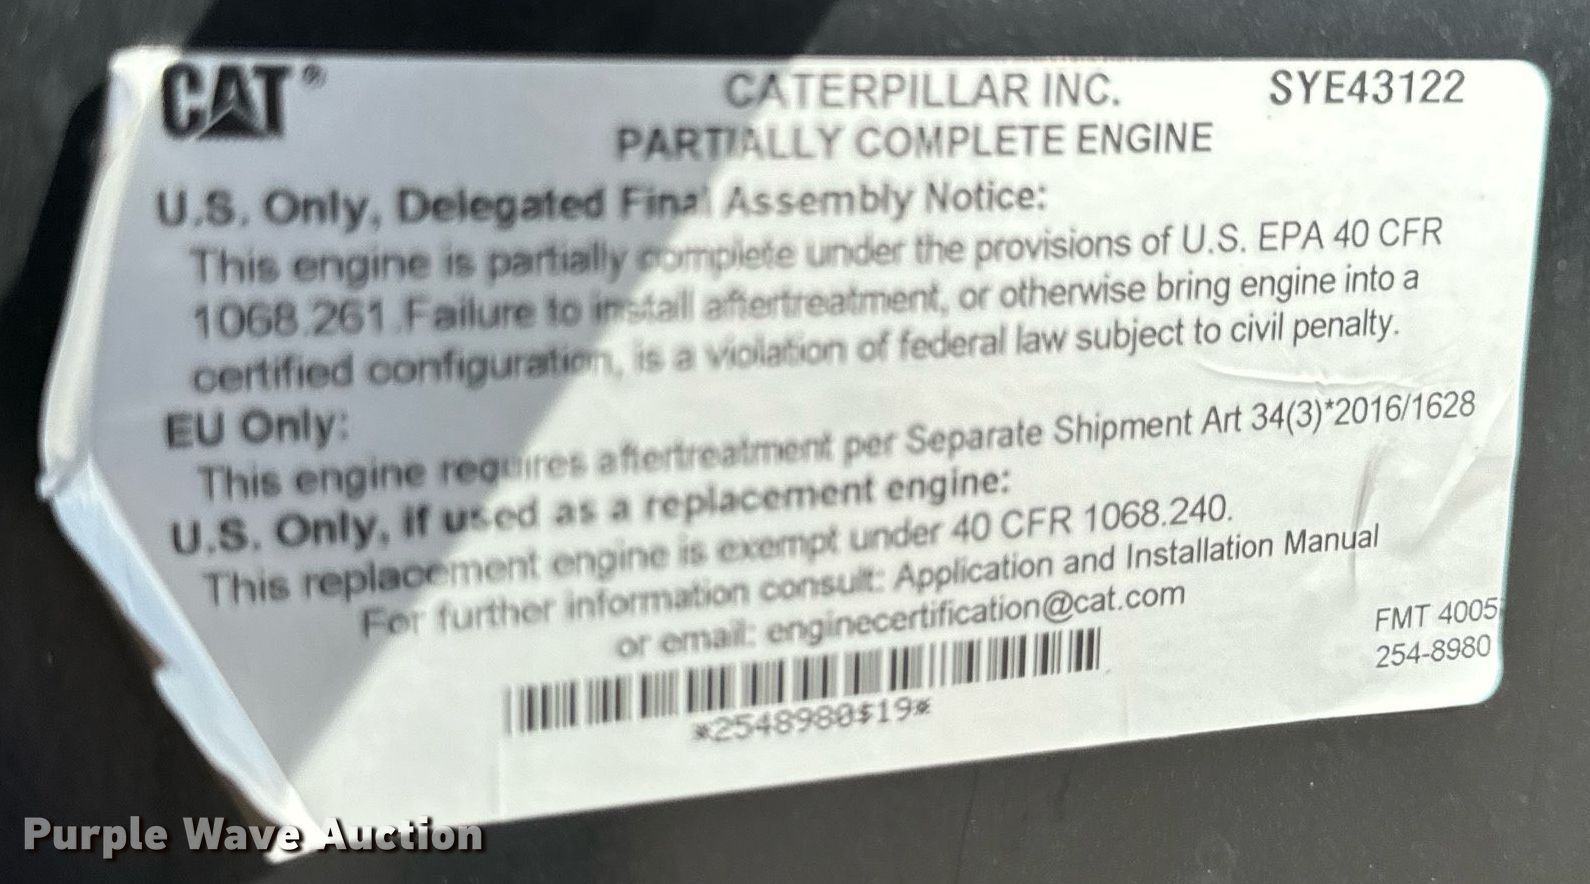 CAT®
CATERPILLAR INC.
SYE43122
PARTIALLY COMPLETE ENGINE
U.S. Only, Delegated Final Assembly Notice:
This engine is partially complete under the provisions of U.S. EPA 40 CFR
1068.261.Failure to install aftertreatment, or otherwise bring engine into a
certified configuration, is a violation of federal law subject to civil penalty.
EU Only:
This engine requires aftertreatment per Separate Shipment Art 34(3)*2016/1628
U.S. Only, if used as a replacement engine:
This replacement engine is exempt under 40 CFR 1068.240.
For further information consult: Application and Installation Manual
or email: enginecertification@cat.com
FMT 4005
254-8980
*2548980$19*
Purple Wave Auction